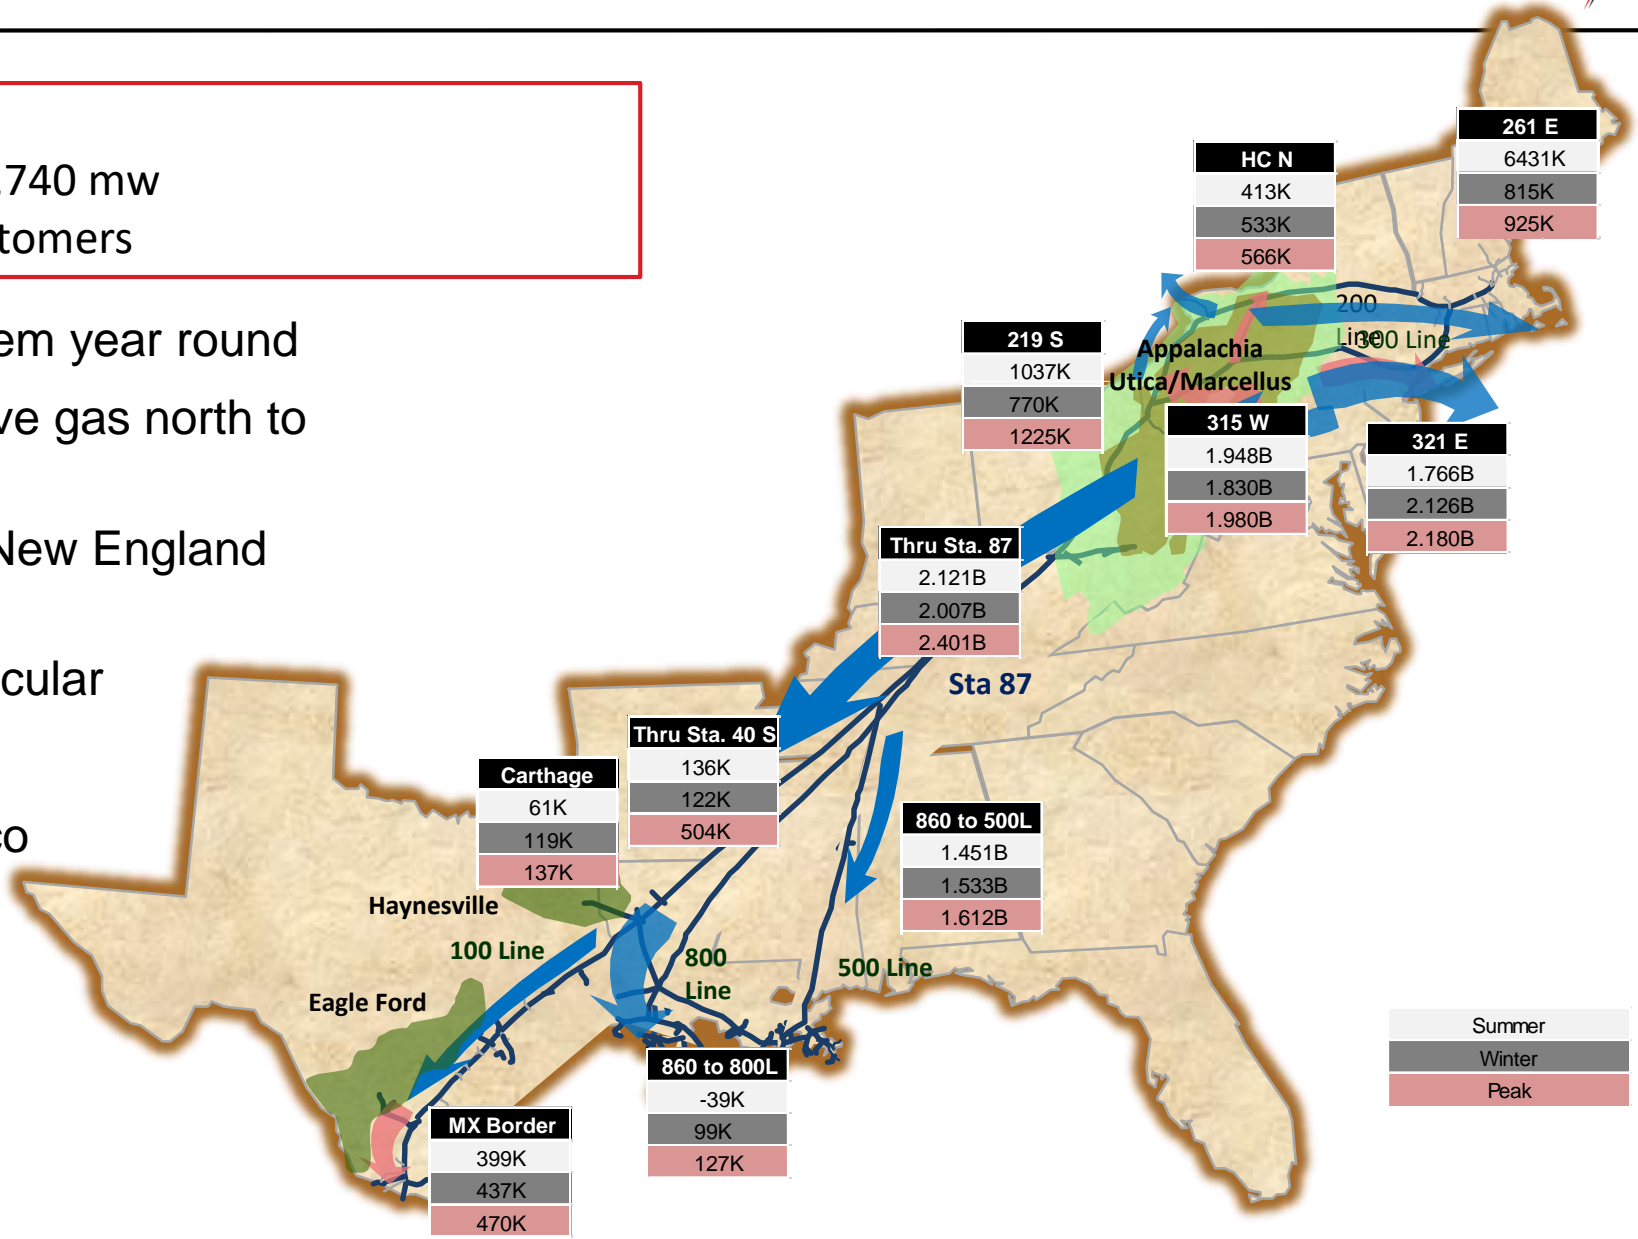 .740 mw
tomers
em year round
ve gas north to
New England
cular
co
261 E
6431K
815K
925K
HC N
413K
533K
566K
200
Line
300 Line
219 S
1037K
770K
1225K
Appalachia
Utica/Marcellus
315 W
1.948B
1.830B
1.980B
321 E
1.766B
2.126B
2.180B
Thru Sta. 87
2.121B
2.007B
2.401B
Sta 87
Thru Sta. 40 S
136K
122K
504K
Carthage
61K
119K
137K
860 to 500L
1.451B
1.533B
1.612B
Haynesville
100 Line
800
Line
500 Line
Eagle Ford
860 to 800L
-39K
99K
127K
MX Border
399K
437K
470K
Summer
Winter
Peak